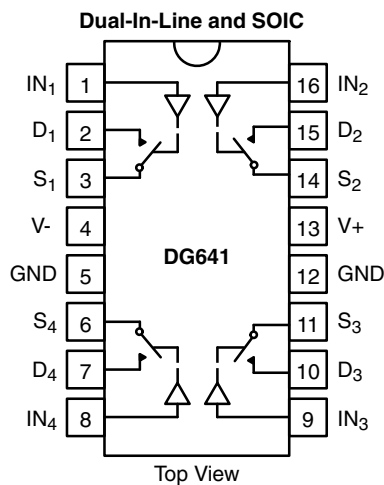 Dual-In-Line and SOIC
IN1 1 16 IN2
D1 2 15 D2
S1 3 14 S2
V- 4 13 V+
GND 5 DG641 12 GND
S4 6 11 S3
D4 7 10 D3
IN4 8 9 IN3
Top View